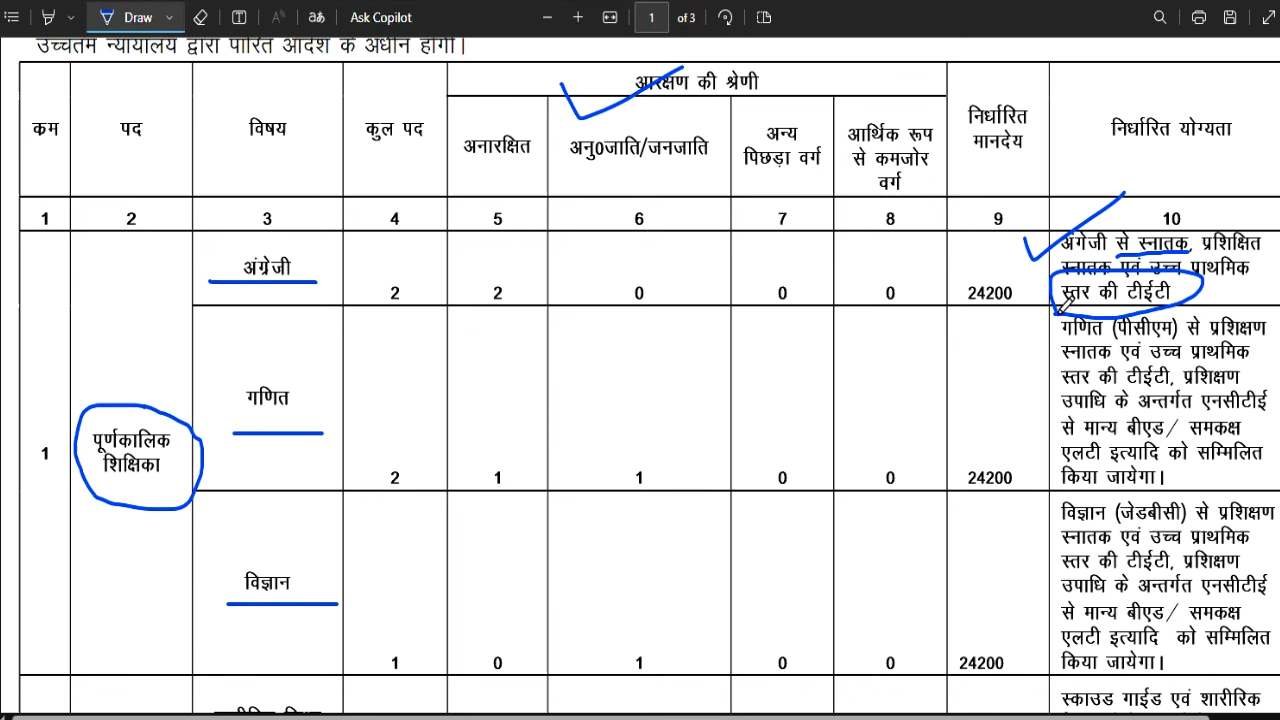 Draw
Ask Copilot
1 of 3
उच्चतम न्यायालय द्वारा पारित आदेश के अधीन होगी।
आरक्षण की श्रेणी
कम
पद
विषय
कुल पद
अनारक्षित
अनु0जाति/जनजाति
अन्य
पिछड़ा वर्ग
आर्थिक रूप
से कमजोर
वर्ग
निर्धारित
मानदेय
निर्धारित योग्यता
1 2 3 4 5 6 7 8 9 10
1
पूर्णकालिक
शिक्षिका
अंग्रेजी
2 2 0 0 0 24200
अंगेजी से स्नातक, प्रशिक्षित
स्नातक एवं उच्च प्राथमिक
स्तर की टीईटी
गणित
2 1 1 0 0 24200
गणित (पीसीएम) से प्रशिक्षण
स्नातक एवं उच्च प्राथमिक
स्तर की टीईटी, प्रशिक्षण
उपाधि के अन्तर्गत एनसीटीई
से मान्य बीएड/ समकक्ष
एलटी इत्यादि को सम्मिलित
किया जायेगा।
विज्ञान
1 0 1 0 0 24200
विज्ञान (जेडबीसी) से प्रशिक्षण
स्नातक एवं उच्च प्राथमिक
स्तर की टीईटी, प्रशिक्षण
उपाधि के अन्तर्गत एनसीटीई
से मान्य बीएड/ समकक्ष
एलटी इत्यादि को सम्मिलित
किया जायेगा।
स्काउड गाईड एवं शारीरिक